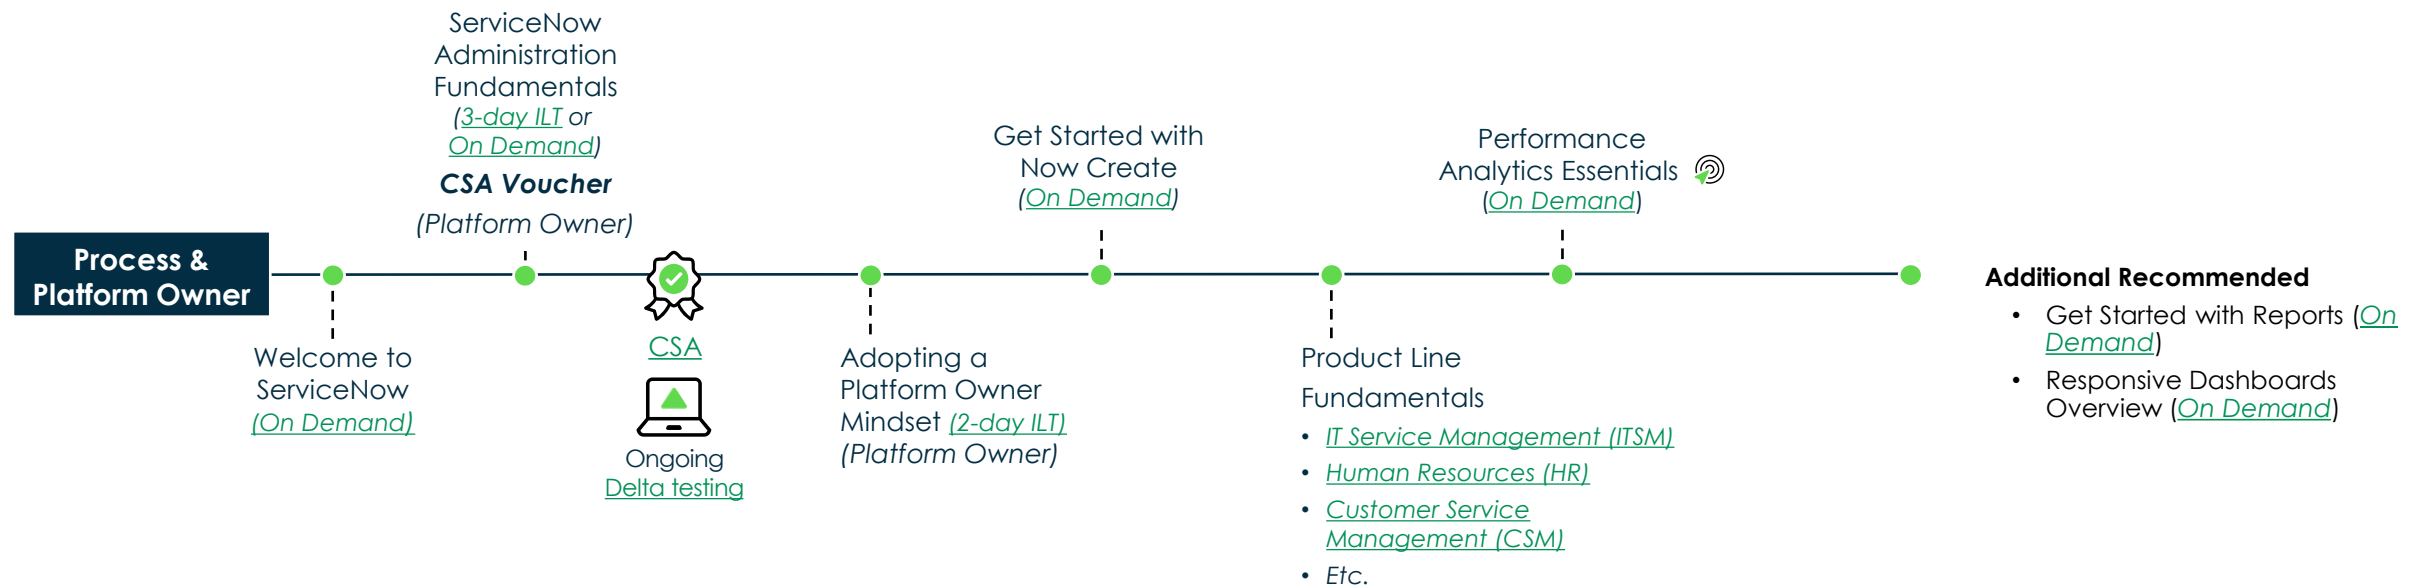 Process &
Platform Owner
Welcome to
ServiceNow
(On Demand)
ServiceNow
Administration
Fundamentals
(3-day ILT or
On Demand)
CSA Voucher
(Platform Owner)
CSA
Ongoing
Delta testing
Adopting a
Platform Owner
Mindset (2-day ILT)
(Platform Owner)
Get Started with
Now Create
(On Demand)
Product Line
Fundamentals
• IT Service Management (ITSM)
• Human Resources (HR)
• Customer Service
Management (CSM)
• Etc.
Performance
Analytics Essentials
(On Demand)
Additional Recommended
• Get Started with Reports (On
Demand)
• Responsive Dashboards
Overview (On Demand)